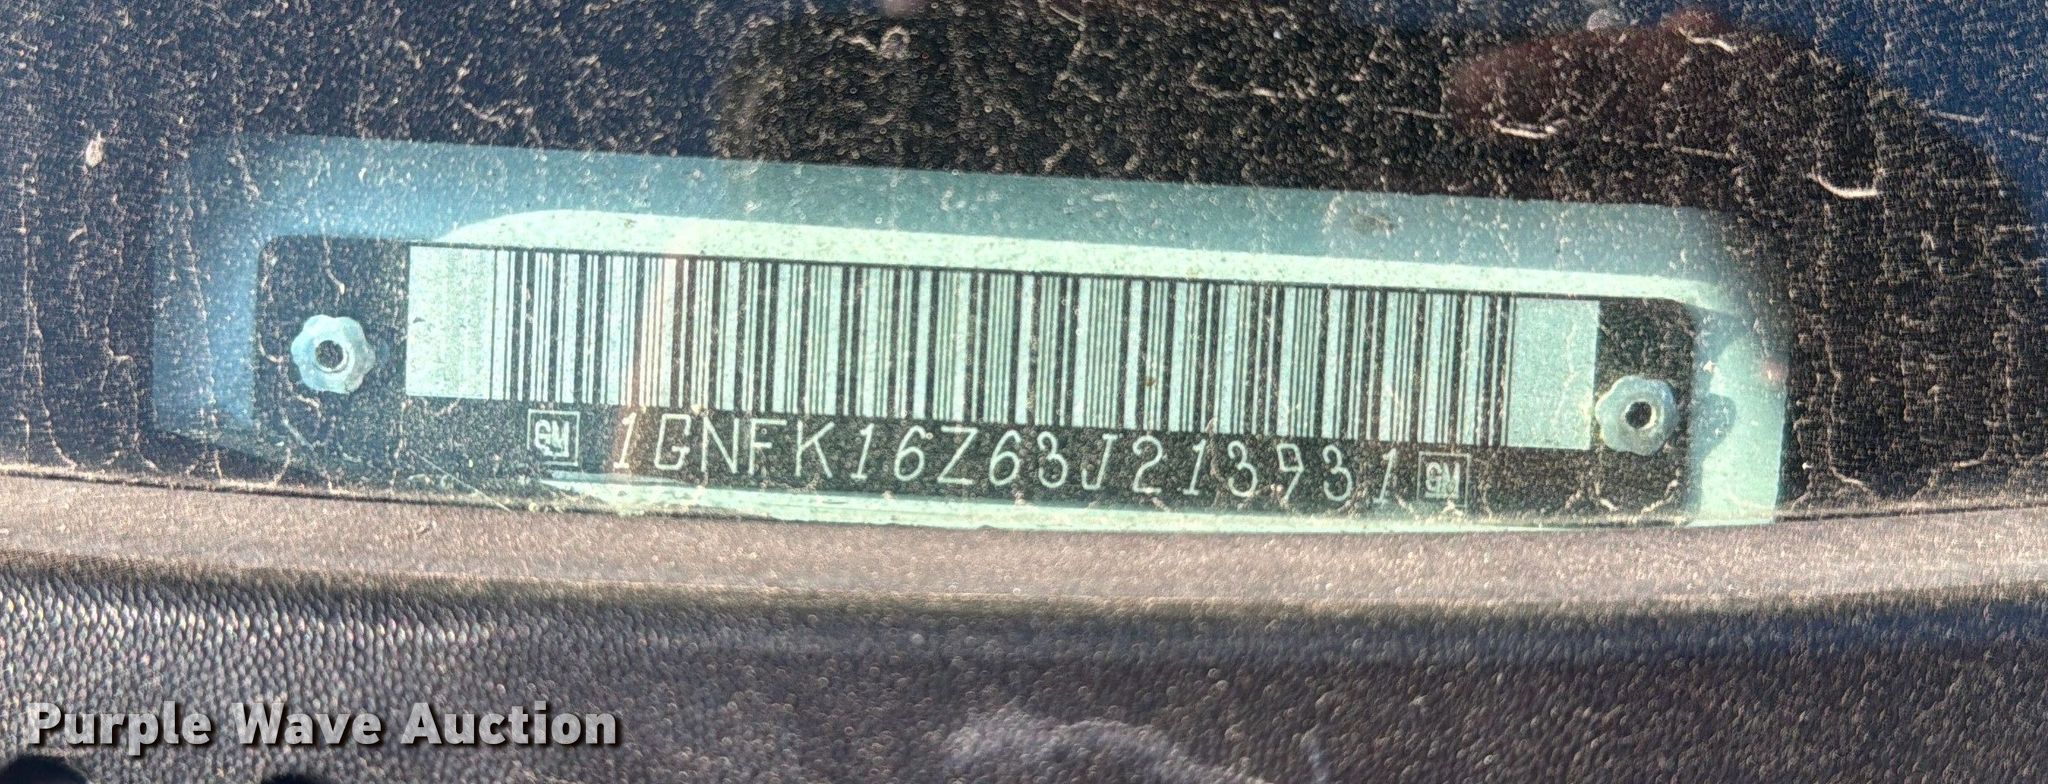 GM 1GNFK16Z63J213931 GM
Purple Wave Auction